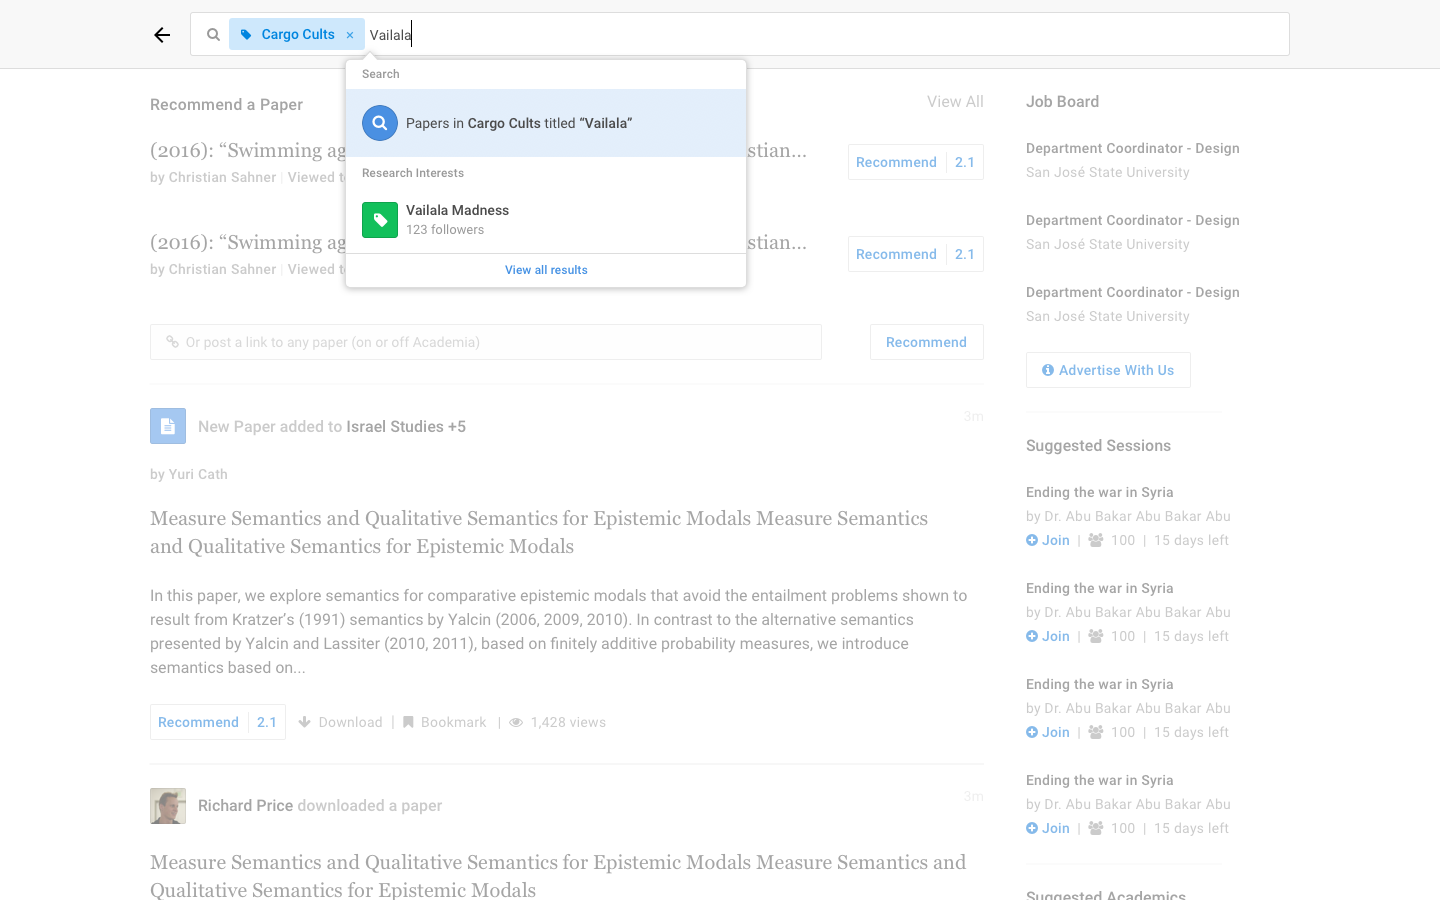 Cargo Cults × Vailala
Search
Papers in Cargo Cults titled “Vailala”
Research Interests
Vailala Madness
123 followers
View all results
Recommend a Paper
View All
(2016): “Swimming ag stian...
by Christian Sahner | Viewed t
Recommend 2.1
(2016): “Swimming ag stian...
by Christian Sahner | Viewed t
Recommend 2.1
Or post a link to any paper (on or off Academia)
Recommend
New Paper added to Israel Studies +5
3m
by Yuri Cath
Measure Semantics and Qualitative Semantics for Epistemic Modals Measure Semantics
and Qualitative Semantics for Epistemic Modals
In this paper, we explore semantics for comparative epistemic modals that avoid the entailment problems shown to
result from Kratzer’s (1991) semantics by Yalcin (2006, 2009, 2010). In contrast to the alternative semantics
presented by Yalcin and Lassiter (2010, 2011), based on finitely additive probability measures, we introduce
semantics based on...
Recommend 2.1 Download | Bookmark | 1,428 views
Richard Price downloaded a paper
3m
Measure Semantics and Qualitative Semantics for Epistemic Modals Measure Semantics and
Qualitative Semantics for Epistemic Modals
Job Board
Department Coordinator - Design
San José State University
Department Coordinator - Design
San José State University
Department Coordinator - Design
San José State University
Advertise With Us
Suggested Sessions
Ending the war in Syria
by Dr. Abu Bakar Abu Bakar Abu
Join | 100 | 15 days left
Ending the war in Syria
by Dr. Abu Bakar Abu Bakar Abu
Join | 100 | 15 days left
Ending the war in Syria
by Dr. Abu Bakar Abu Bakar Abu
Join | 100 | 15 days left
Ending the war in Syria
by Dr. Abu Bakar Abu Bakar Abu
Join | 100 | 15 days left
Suggested Academics